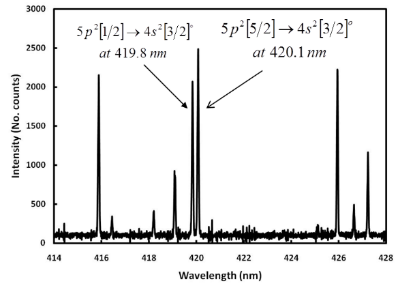 3000
2500
2000
1500
1000
500
0
Intensity (No. counts)
5p²[1/2]→4s²[3/2]°
at 419.8 nm
5p²[5/2]→4s²[3/2]°
at 420.1 nm
414 416 418 420 422 424 426 428
Wavelength (nm)